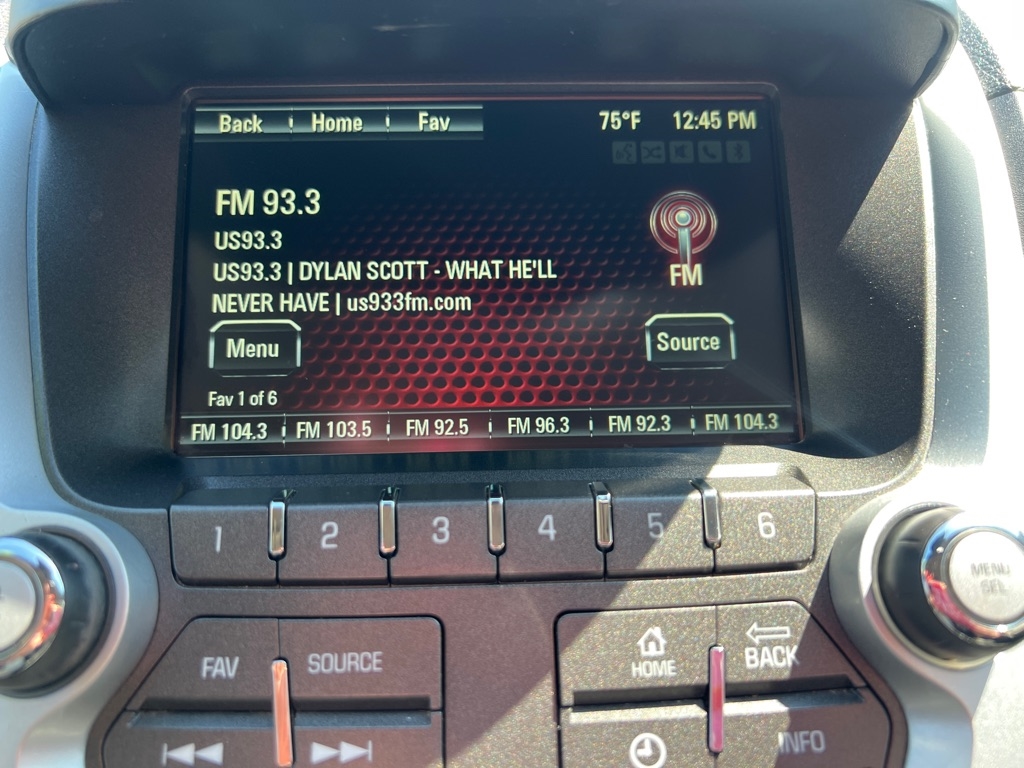 Back Home Fav 75°F 12:45 PM
FM 93.3
US93.3
US93.3 | DYLAN SCOTT - WHAT HE'LL
NEVER HAVE | us933fm.com
FM
Menu
Source
Fav 1 of 6
FM 104.3 FM 103.5 FM 92.5 FM 96.3 FM 92.3 FM 104.3
1 2 3 4 5 6
MENU
SEL
FAV SOURCE
HOME
BACK
INFO